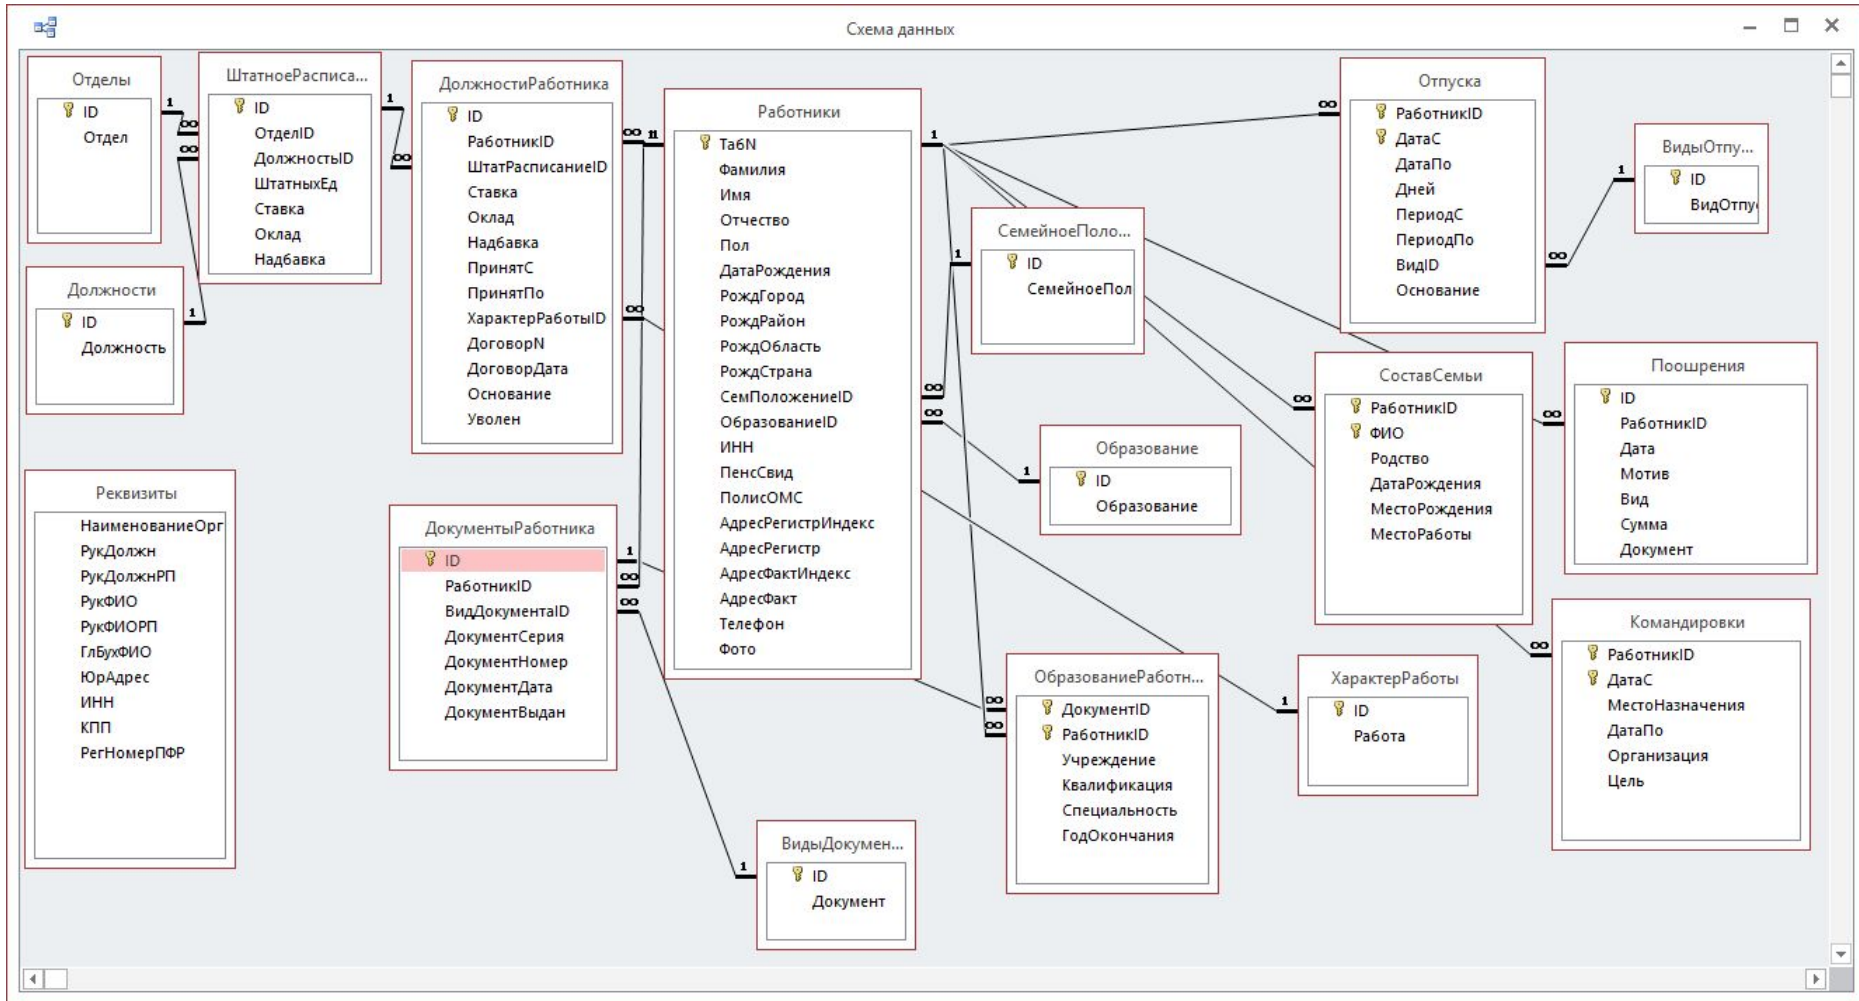 Схема данных
Отделы
ID
Отдел
ШтатноеРасписа...
ID
ОтделID
ДолжностьID
ШтатныхЕд
Ставка
Оклад
Надбавка
ДолжностиРаботника
ID
РаботникID
ШтатРасписаниеID
Ставка
Оклад
Надбавка
ПринятС
ПринятПо
ХарактерРаботыID
ДоговорN
ДоговорДата
Основание
Уволен
Работники
ТабN
Фамилия
Имя
Отчество
Пол
ДатаРождения
РождГород
РождРайон
РождОбласть
РождСтрана
СемПоложениеID
ОбразованиеID
ИНН
ПенсСвид
ПолисОМС
АдресРегистрИндекс
АдресРегистр
АдресФактИндекс
АдресФакт
Телефон
Фото
СемейноеПоло...
ID
СемейноеПол
Отпуска
РаботникID
ДатаС
ДатаПо
Дней
ПериодС
ПериодПо
ВидID
Основание
ВидыОтпу...
ID
ВидОтпу
Должности
ID
Должность
СоставСемьи
РаботникID
ФИО
Родство
ДатаРождения
МестоРождения
МестоРаботы
Поошрения
ID
РаботникID
Дата
Мотив
Вид
Сумма
Документ
Образование
ID
Образование
Реквизиты
НаименованиеОрг
РукДолжн
РукДолжнРП
РукФИО
РукФИОРП
ГлБухФИО
ЮрАдрес
ИНН
КПП
РегНомерПФР
ДокументыРаботника
ID
РаботникID
ВидДокументаID
ДокументСерия
ДокументНомер
ДокументДата
ДокументВыдан
ОбразованиеРаботн...
ДокументID
РаботникID
Учреждение
Квалификация
Специальность
ГодОкончания
ХарактерРаботы
ID
Работа
Командировки
РаботникID
ДатаС
МестоНазначения
ДатаПо
Организация
Цель
ВидыДокумен...
ID
Документ